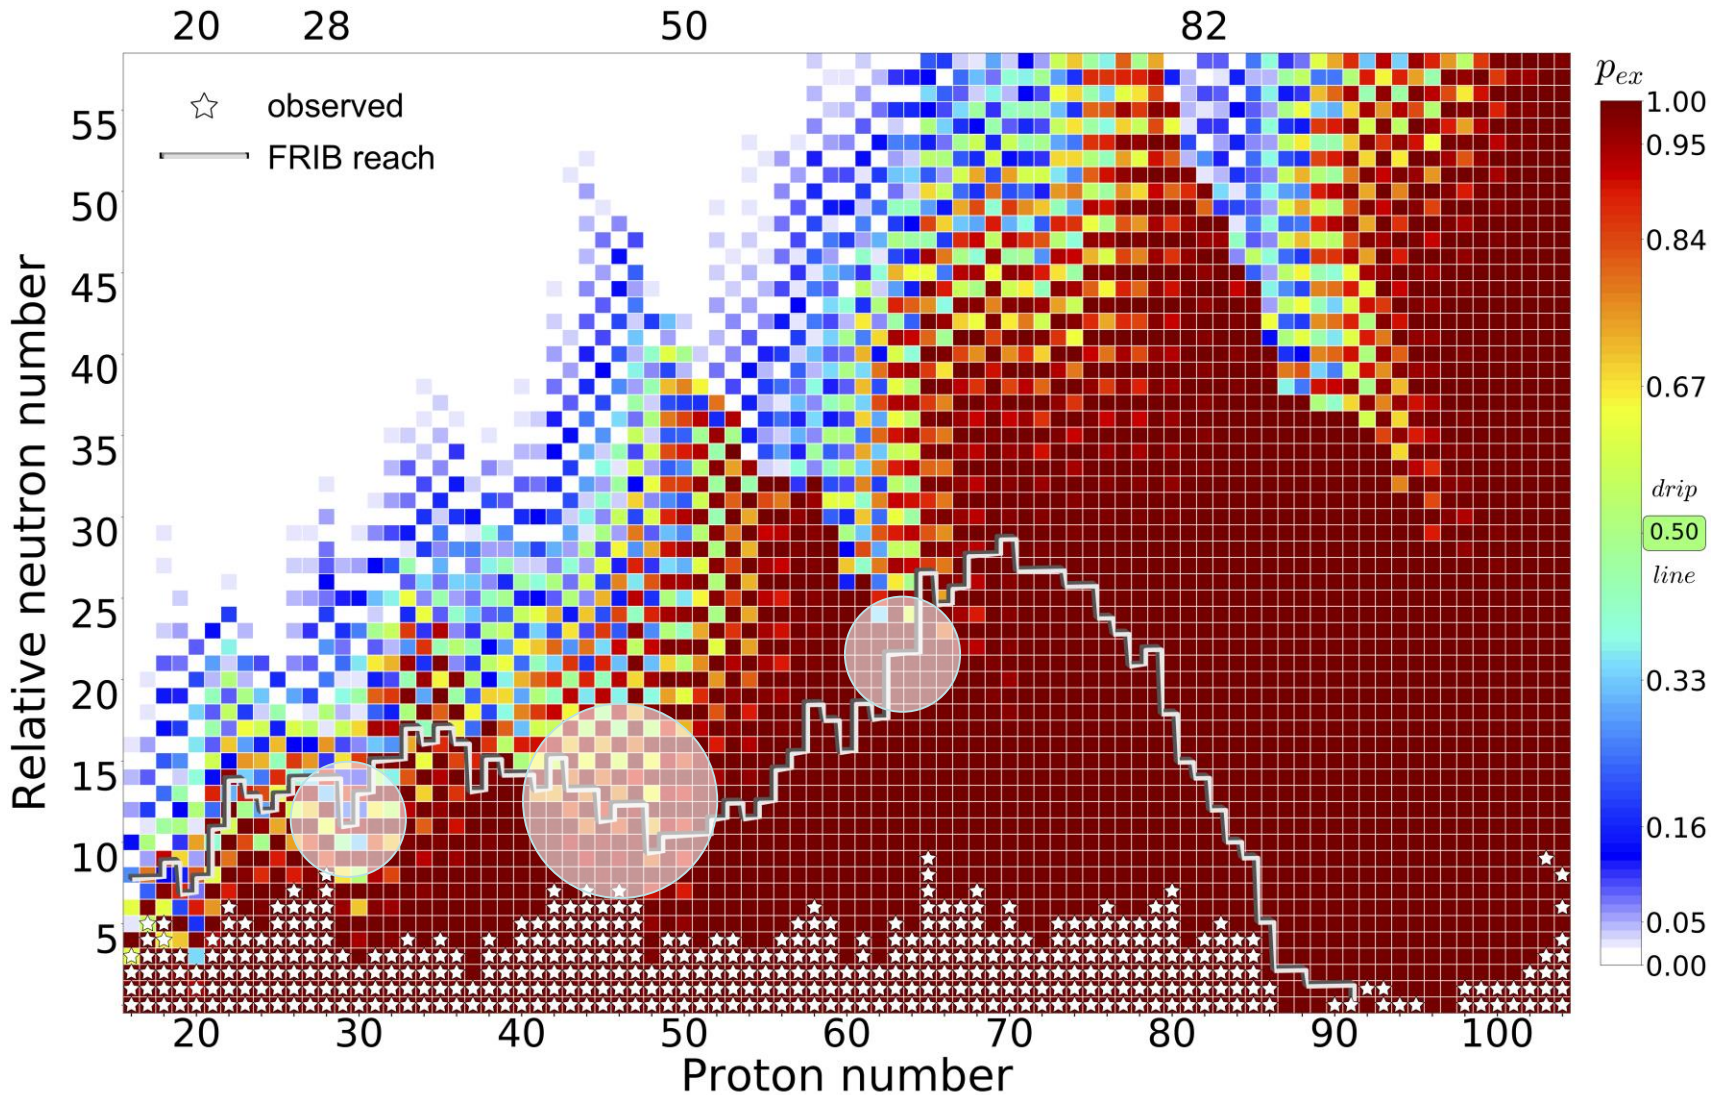 20 28 50 82
observed
FRIB reach
Relative neutron number
55
50
45
40
35
30
25
20
15
10
5
20 30 40 50 60 70 80 90 100
Proton number
p_ex
1.00
0.95
0.84
0.67
drip
0.50
line
0.33
0.16
0.05
0.00